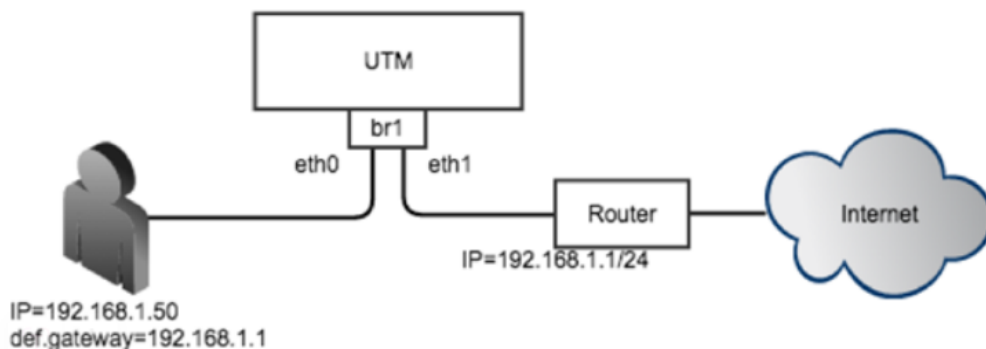 UTM
br1
eth0
eth1
Router
Internet
IP=192.168.1.1/24
IP=192.168.1.50
def.gateway=192.168.1.1